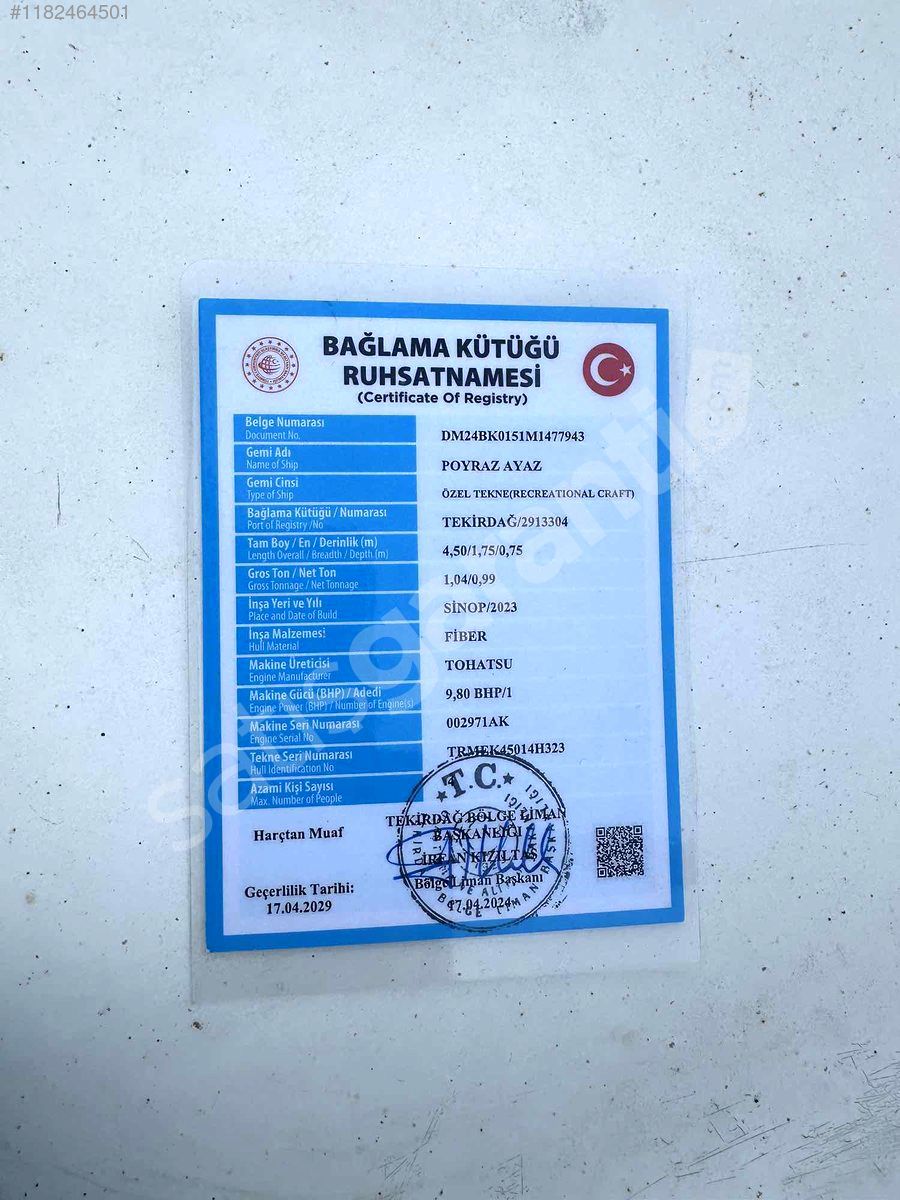 #1182464501
BAĞLAMA KÜTÜĞÜ
RUHSATNAMESİ
(Certificate Of Registry)
Belge Numarası
Document No.
DM24BK0151M1477943
Gemi Adı
Name of Ship
POYRAZ AYAZ
Gemi Cinsi
Type of Ship
ÖZEL TEKNE(RECREATIONAL CRAFT)
Bağlama Kütüğü / Numarası
Port of Registry /No
TEKİRDAĞ/2913304
Tam Boy / En / Derinlik (m)
Length Overall / Breadth / Depth (m)
4,50/1,75/0,75
Gros Ton / Net Ton
Gross Tonnage / Net Tonnage
1,04/0,99
İnşa Yeri ve Yılı
Place and Date of Build
SİNOP/2023
İnşa Malzemesi
Hull Material
FİBER
Makine Üreticisi
Engine Manufacturer
TOHATSU
Makine Gücü (BHP) / Adedi
Engine Power (BHP) / Number of Engine(s)
9,80 BHP/1
Makine Seri Numarası
Engine Serial No
002971AK
Tekne Seri Numarası
Hull Identification No
TRMEK45014H323
Azami Kişi Sayısı
Max. Number of People
4
T.C.
Harçtan Muaf
TEKİRDAĞ BÖLGE LİMAN
BAŞKANLIĞI
İRFAN KIZILTAŞ
Bölge Liman Başkanı
17.04.2024
Geçerlilik Tarihi:
17.04.2029